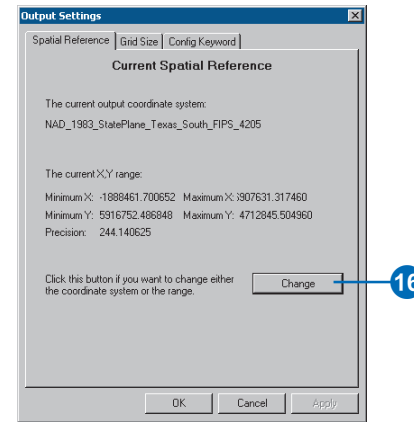 Output Settings
Spatial Reference Grid Size Config Keyword
Current Spatial Reference
The current output coordinate system:
NAD_1983_StatePlane_Texas_South_FIPS_4205
The current X,Y range:
Minimum X: -1888461.700652 Maximum X: 3907631.317460
Minimum Y: 5916752.486848 Maximum Y: 4712845.504960
Precision: 244.140625
Click this button if you want to change either
the coordinate system or the range.
Change
16
OK Cancel Apply